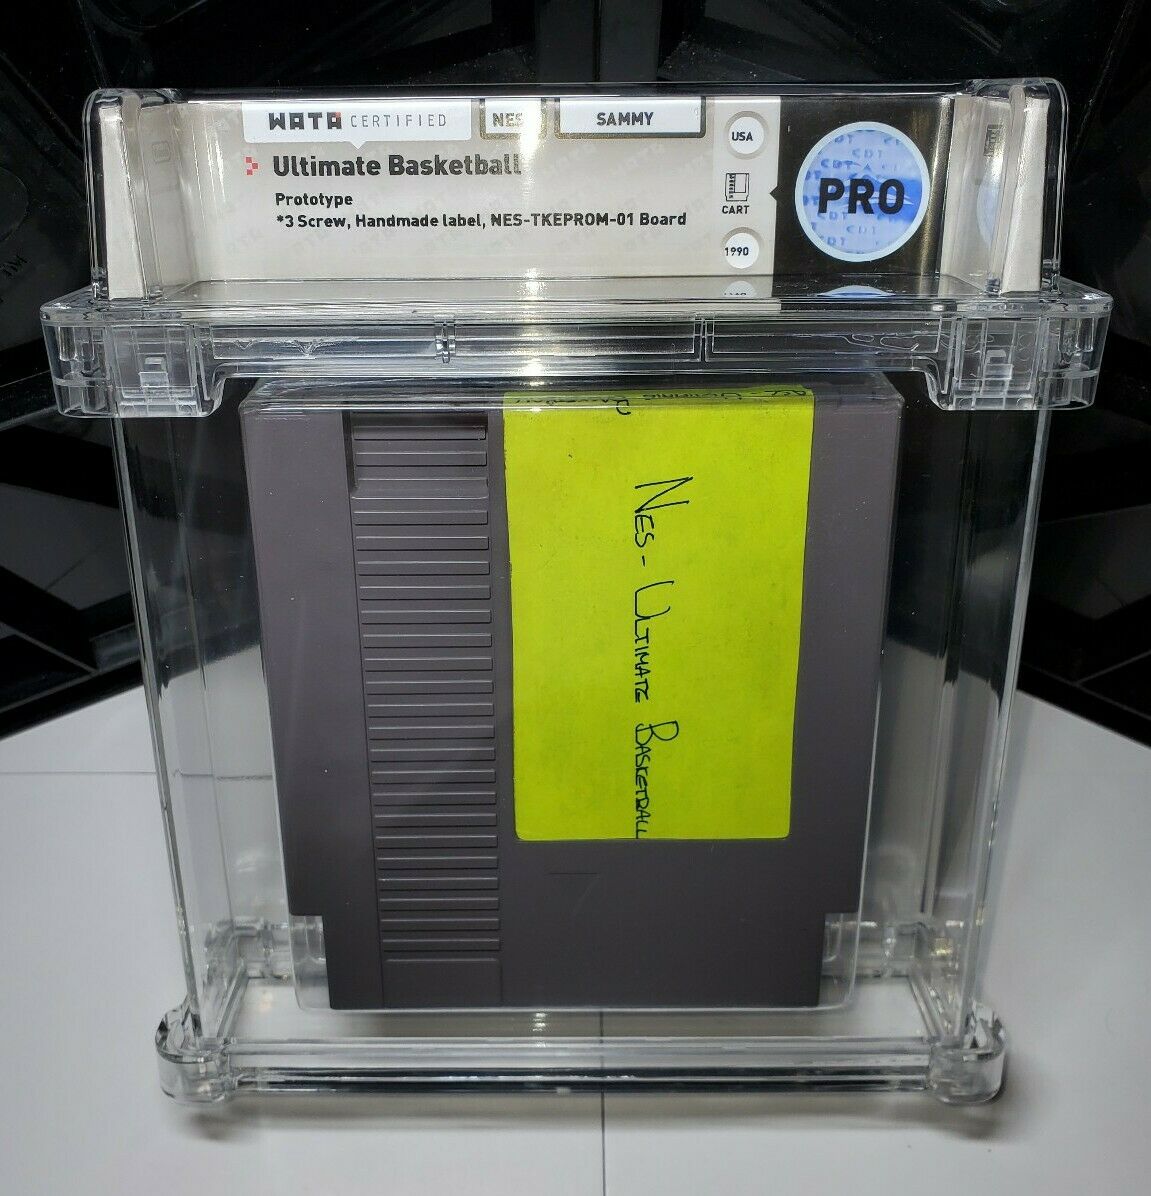 WATA CERTIFIED
NES
SAMMY
USA
Ultimate Basketball
Prototype
*3 Screw, Handmade label, NES-TKEPROM-01 Board
CART
1990
PRO
NES - ULTIMATE BASKETBALL